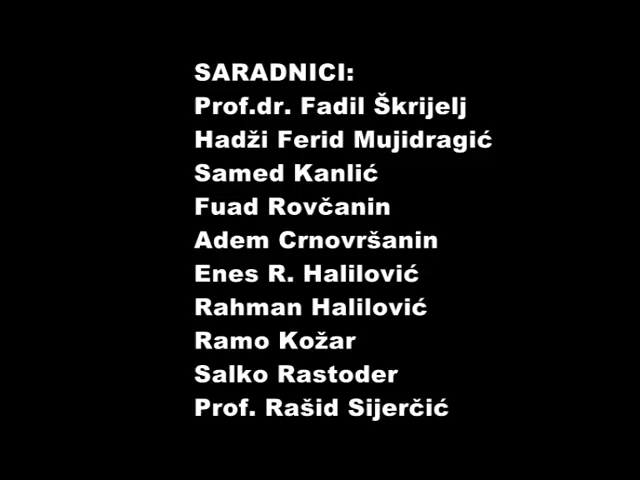 SARADNICI:
Prof.dr. Fadil Škrijelj
Hadži Ferid Mujidragić
Samed Kanlić
Fuad Rovčanin
Adem Crnovršanin
Enes R. Halilović
Rahman Halilović
Ramo Kožar
Salko Rastoder
Prof. Rašid Sijerčić